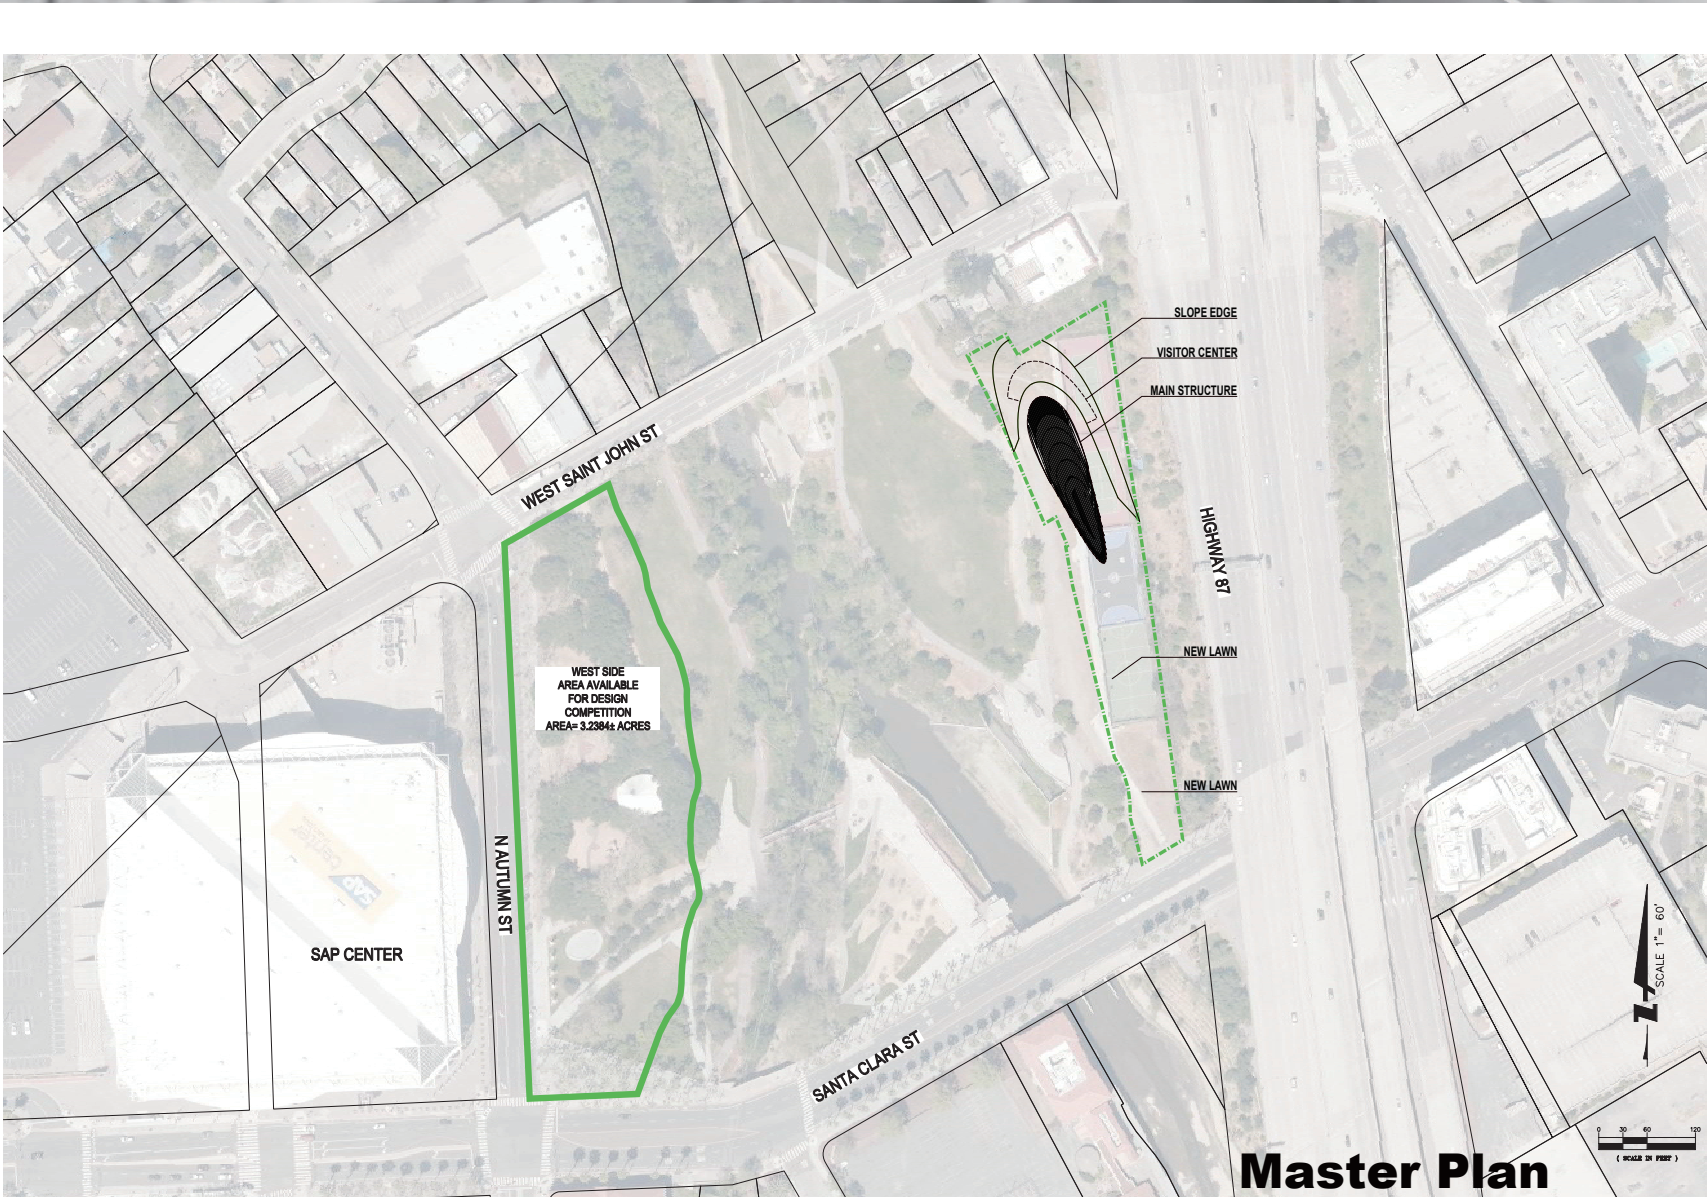 SLOPE EDGE
VISITOR CENTER
MAIN STRUCTURE
WEST SAINT JOHN ST
HIGHWAY 87
NEW LAWN
WEST SIDE
AREA AVAILABLE
FOR DESIGN
COMPETITION
AREA= 3.2384± ACRES
NEW LAWN
N AUTUMN ST
SAP
SAP CENTER
SANTA CLARA ST
SCALE 1"= 60'
N
0 30 60 120
( SCALE IN FEET )
Master Plan